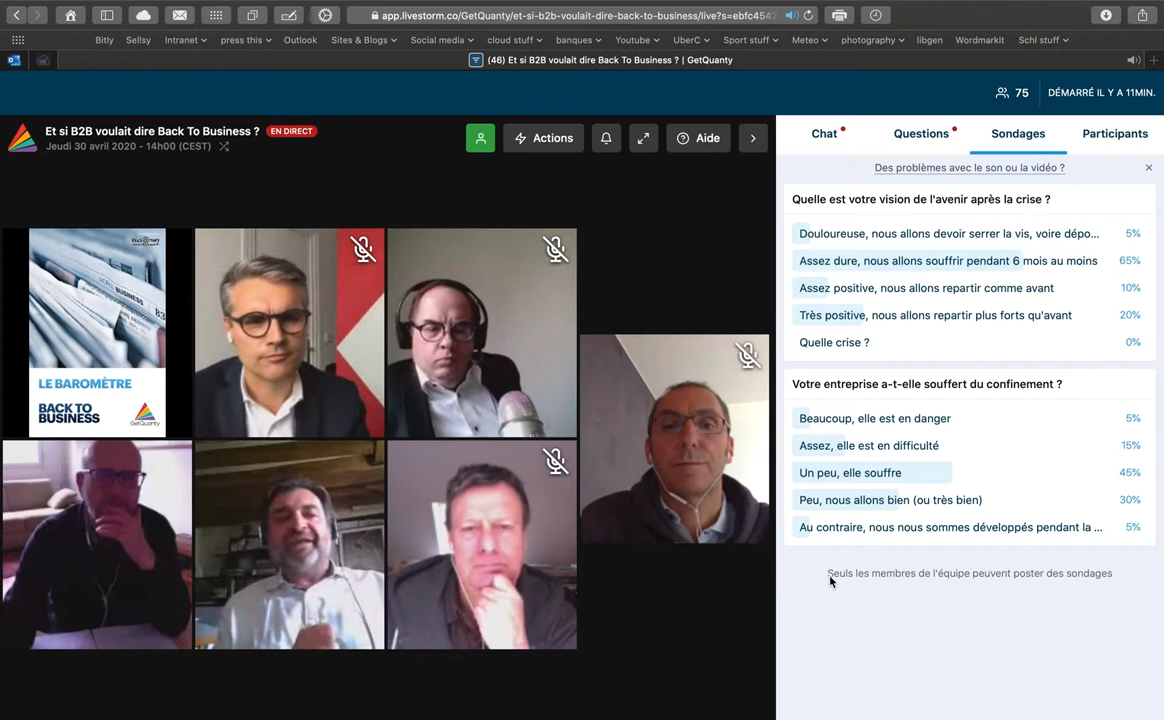 app.livestorm.co/GetQuanty/et-si-b2b-voulait-dire-back-to-business/live?s=ebfc4542
Bitly Sellsy Intranet press this Outlook Sites & Blogs Social media cloud stuff banques Youtube UberC Sport stuff Meteo photography libgen Wordmarkit Schl stuff
(46) Et si B2B voulait dire Back To Business ? | GetQuanty
75 DÉMARRÉ IL Y A 11MIN.
Et si B2B voulait dire Back To Business ? EN DIRECT
Jeudi 30 avril 2020 - 14h00 (CEST)
Actions
Aide
Chat Questions Sondages Participants
Des problèmes avec le son ou la vidéo ?
Quelle est votre vision de l'avenir après la crise ?
Douloureuse, nous allons devoir serrer la vis, voire dépo... 5%
Assez dure, nous allons souffrir pendant 6 mois au moins 65%
Assez positive, nous allons repartir comme avant 10%
Très positive, nous allons repartir plus forts qu'avant 20%
Quelle crise ? 0%
Votre entreprise a-t-elle souffert du confinement ?
Beaucoup, elle est en danger 5%
Assez, elle est en difficulté 15%
Un peu, elle souffre 45%
Peu, nous allons bien (ou très bien) 30%
Au contraire, nous nous sommes développés pendant la ... 5%
Seuls les membres de l'équipe peuvent poster des sondages
BUSINESS
LE BAROMÈTRE
BACK TO
BUSINESS
GetQuanty